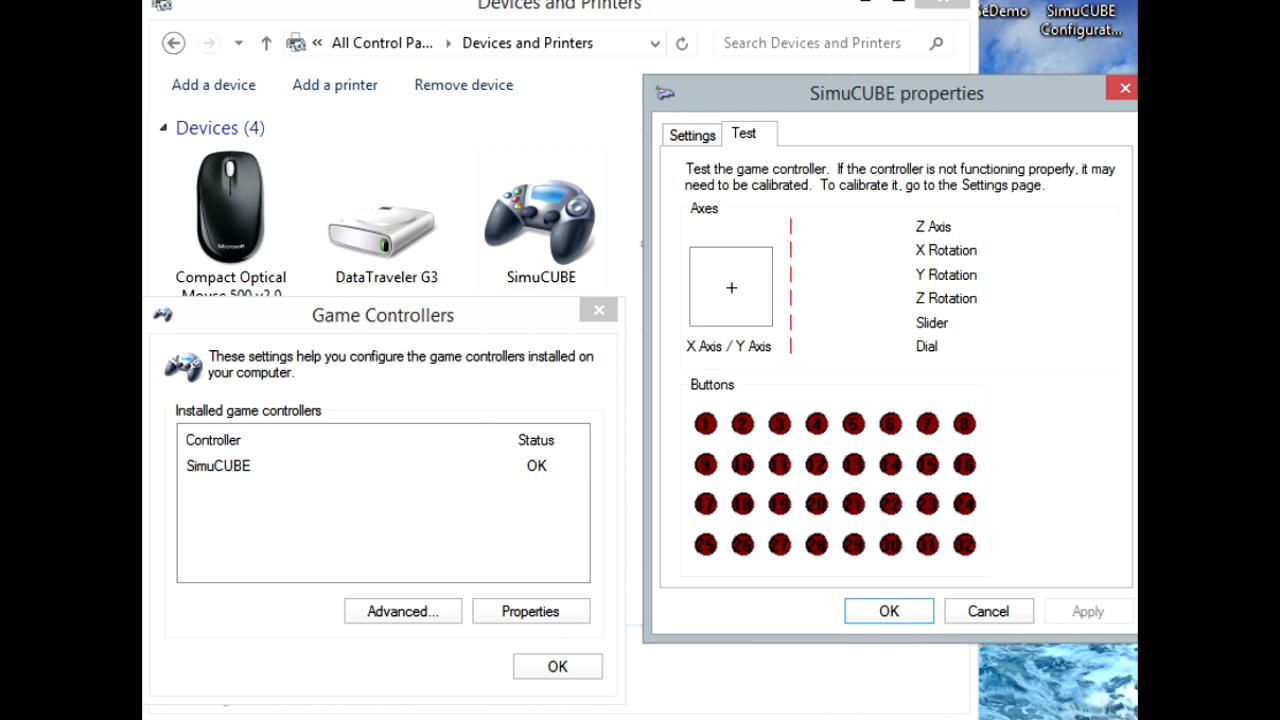 Devices and Printers
All Control Pa...
Devices and Printers
Search Devices and Printers
Add a device
Add a printer
Remove device
Devices (4)
Microsoft
Compact Optical
Mouse 500 v2.0
DataTraveler G3
SimuCUBE
Game Controllers
These settings help you configure the game controllers installed on
your computer.
Installed game controllers
Controller Status
SimuCUBE OK
Advanced...
Properties
OK
SimuCUBE
Configurat...
SimuCUBE properties
Settings
Test
Test the game controller. If the controller is not functioning properly, it may
need to be calibrated. To calibrate it, go to the Settings page.
Axes
Z Axis
X Rotation
Y Rotation
Z Rotation
Slider
Dial
X Axis / Y Axis
Buttons
1 2 3 4 5 6 7 8
9 10 11 12 13 14 15 16
17 18 19 20 21 22 23 24
25 26 27 28 29 30 31 32
OK
Cancel
Apply